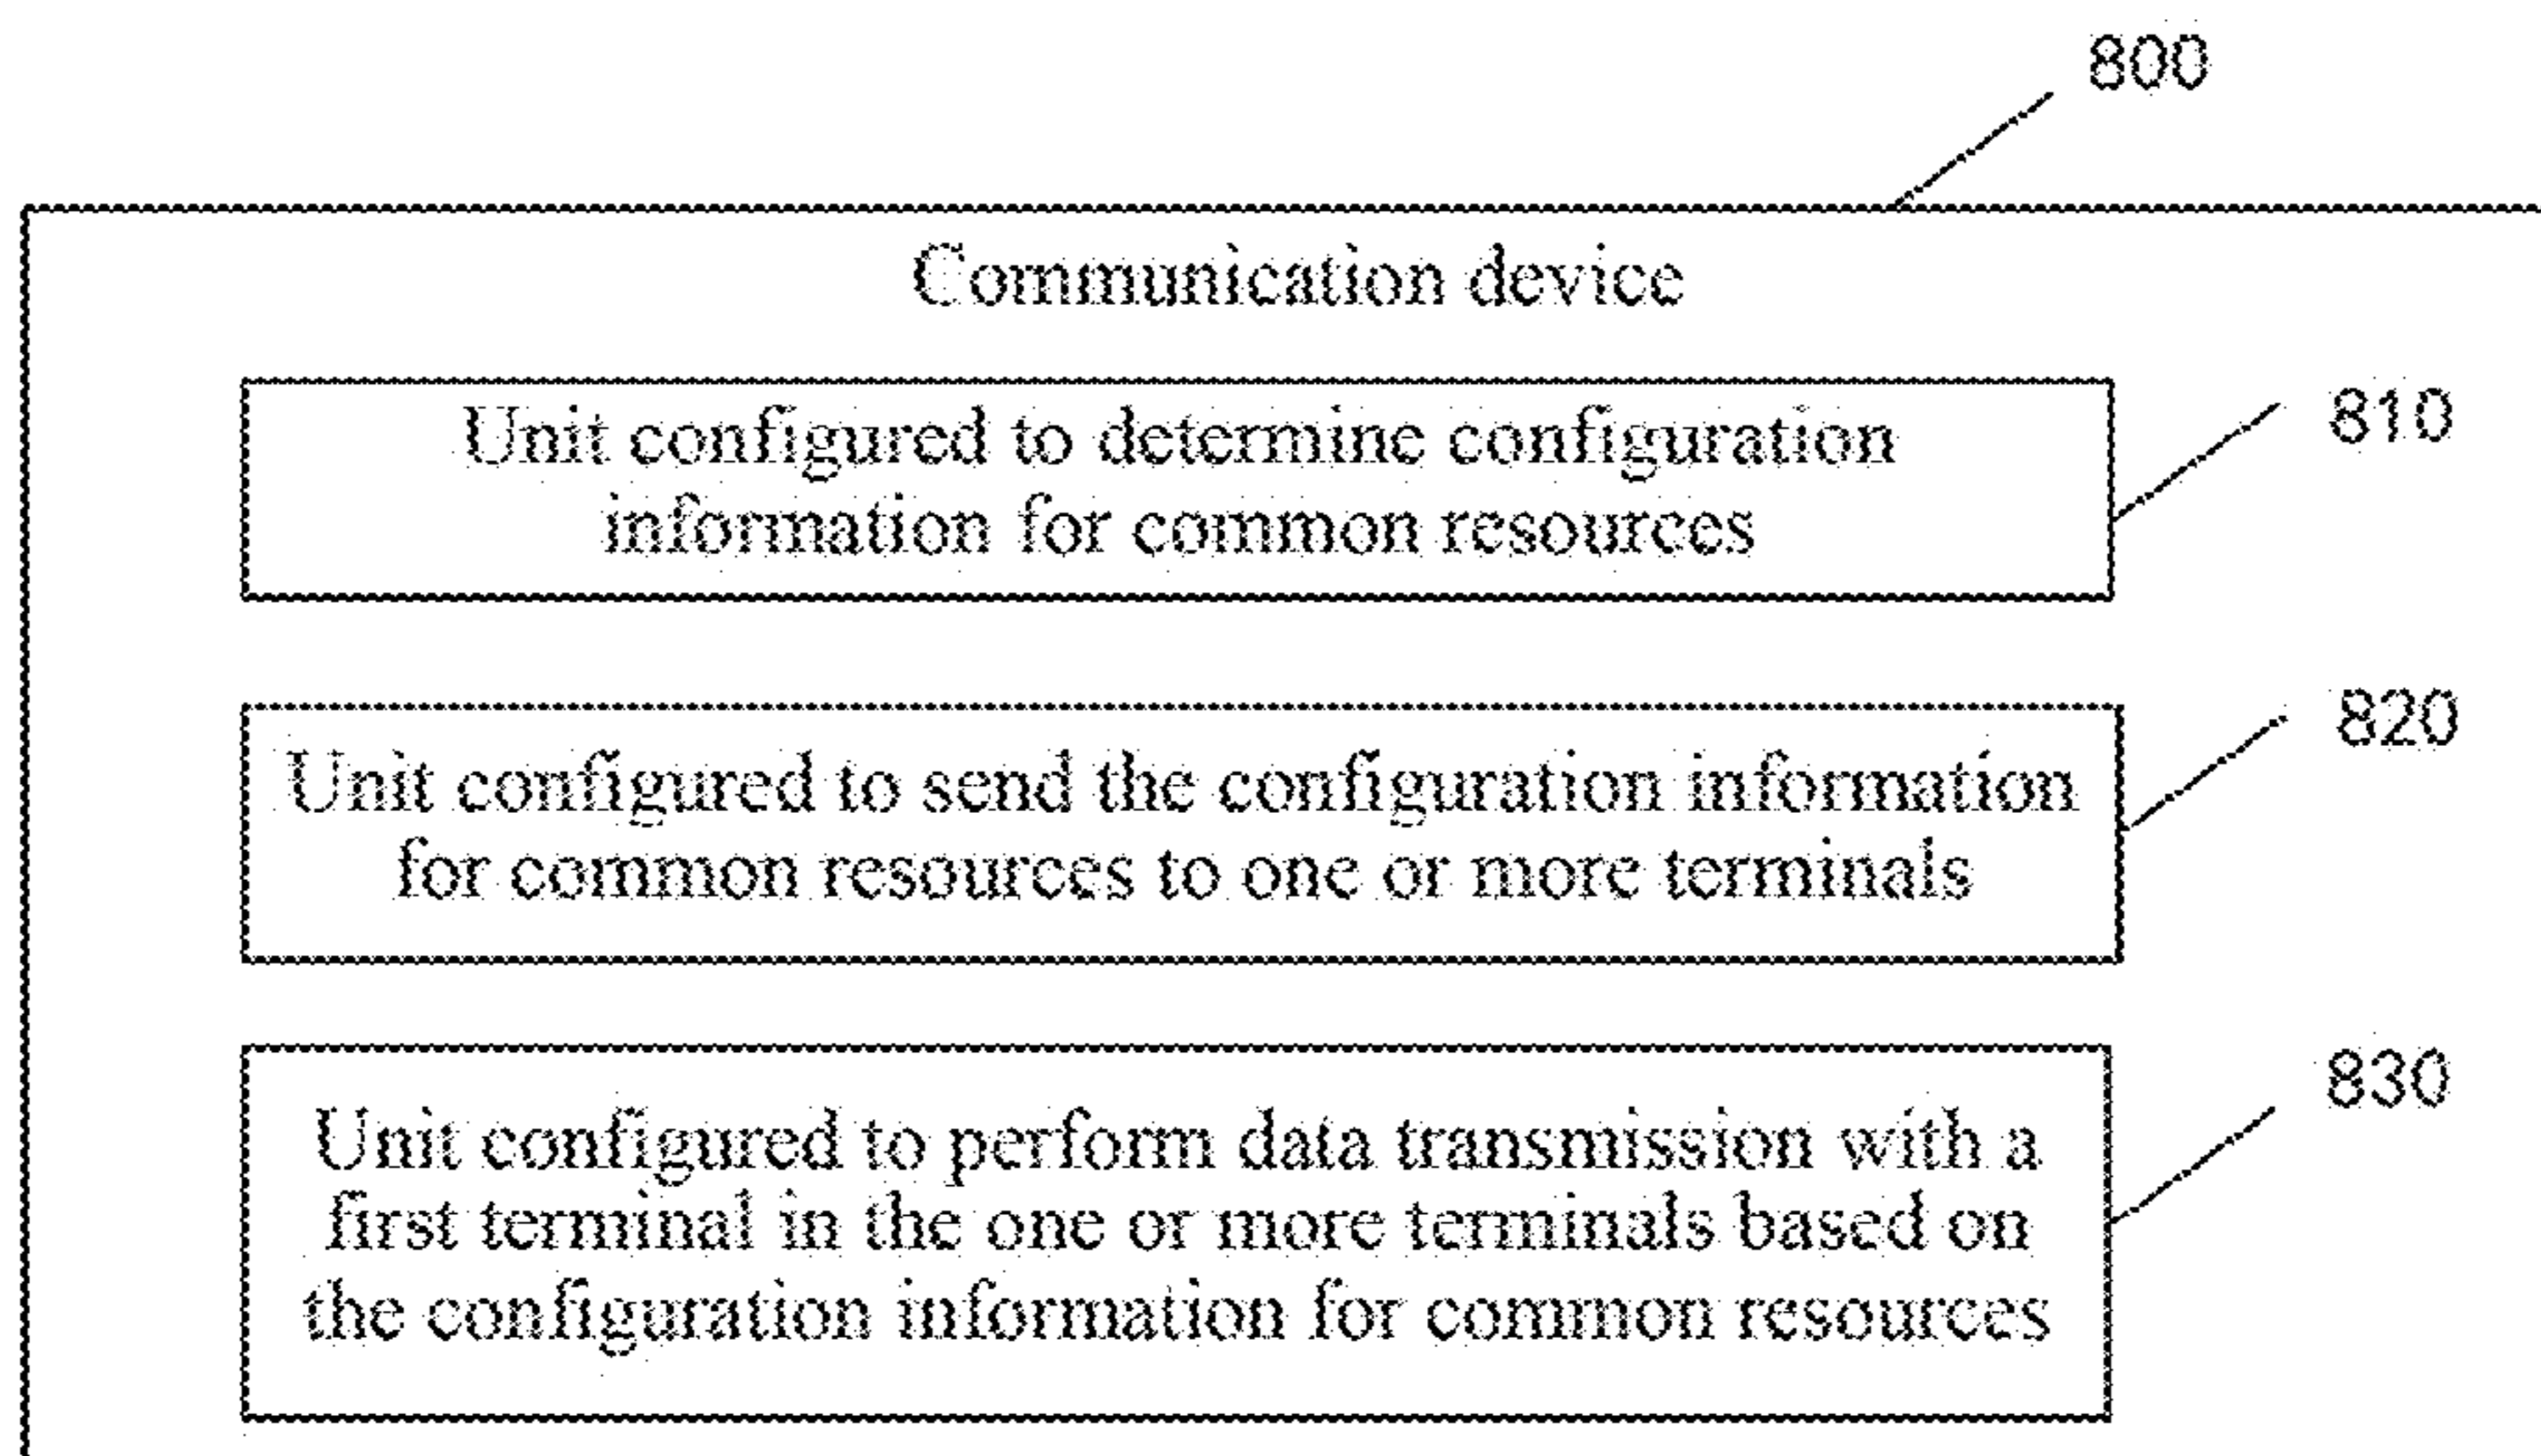 800
Communication device
Unit configured to determine configuration
information for common resources
810
Unit configured to send the configuration information
for common resources to one or more terminals
820
Unit configured to perform data transmission with a
first terminal in the one or more terminals based on
the configuration information for common resources
830